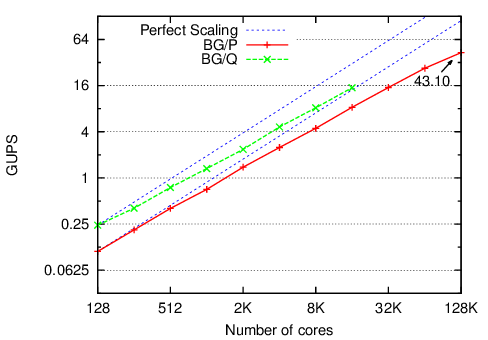 Perfect Scaling
BG/P
BG/Q
64
16
4
1
0.25
0.0625
GUPS
43.10
128
512
2K
8K
32K
128K
Number of cores